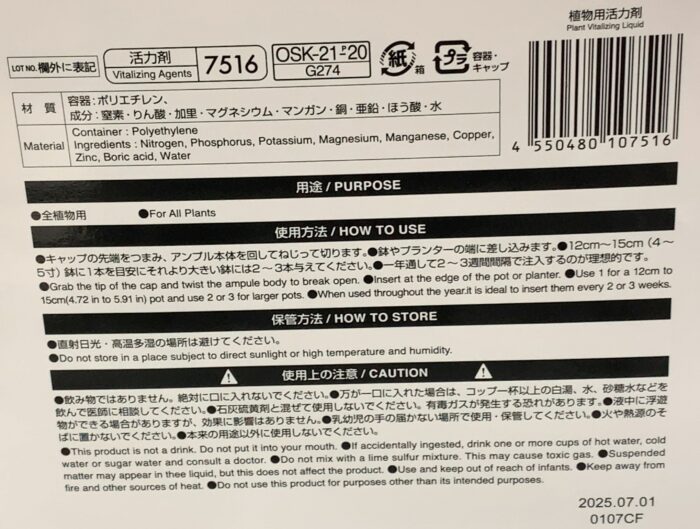 植物用活力剤
Plant Vitalizing Liquid
LOT NO. 欄外に表記
活力剤
Vitalizing Agents
7516
OSK-21-P-20
G274
紙
箱
プラ
容器・
キャップ
4 550480 107516
材質
容器:ポリエチレン、
成分:窒素・りん酸・加里・マグネシウム・マンガン・銅・亜鉛・ほう酸・水
Material
Container : Polyethylene
Ingredients : Nitrogen, Phosphorus, Potassium, Magnesium, Manganese, Copper,
Zinc, Boric acid, Water
用途 / PURPOSE
●全植物用 ●For All Plants
使用方法 / HOW TO USE
●キャップの先端をつまみ、アンプル本体を回してねじって切ります。●鉢やプランターの端に差し込みます。●12cm〜15cm(4〜
5寸)鉢に1本を目安にそれより大きい鉢には2〜3本与えてください。●一年通して2〜3週間間隔で注入するのが理想的です。
●Grab the tip of the cap and twist the ampule body to break open. ●Insert at the edge of the pot or planter. ●Use 1 for a 12cm to
15cm(4.72 in to 5.91 in) pot and use 2 or 3 for larger pots. ●When used throughout the year.it is ideal to insert them every 2 or 3 weeks.
保管方法 / HOW TO STORE
●直射日光・高温多湿の場所は避けてください。
●Do not store in a place subject to direct sunlight or high temperature and humidity.
使用上の注意 / CAUTION
●飲み物ではありません。絶対に口に入れないでください。●万が一口に入れた場合は、コップ一杯以上の白湯、水、砂糖水などを
飲んで医師に相談してください。●石灰硫黄剤と混ぜて使用しないでください。有毒ガスが発生する恐れがあります。●液中に浮遊
物ができる場合がありますが、効果に影響はありません。●乳幼児の手の届かない場所で使用・保管してください。●火や熱源のそ
ばに置かないでください。●本来の用途以外に使用しないでください。
●This product is not a drink. Do not put it into your mouth. ●If accidentally ingested, drink one or more cups of hot water, cold
water or sugar water and consult a doctor. ●Do not mix with a lime sulfur mixture. This may cause toxic gas. ●Suspended
matter may appear in thee liquid, but this does not affect the product. ●Use and keep out of reach of infants. ●Keep away from
fire and other sources of heat. ●Do not use this product for purposes other than its intended purposes.
2025.07.01
0107CF